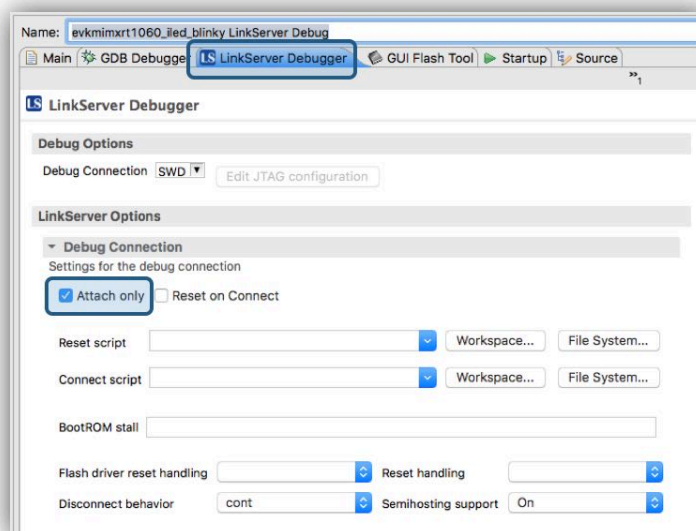 Name: evkmimxrt1060_iled_blinky LinkServer Debug
Main GDB Debugger LS LinkServer Debugger GUI Flash Tool Startup Source
»1
LS LinkServer Debugger
Debug Options
Debug Connection SWD Edit JTAG configuration
LinkServer Options
Debug Connection
Settings for the debug connection
Attach only Reset on Connect
Reset script Workspace... File System...
Connect script Workspace... File System...
BootROM stall
Flash driver reset handling Reset handling
Disconnect behavior cont Semihosting support On